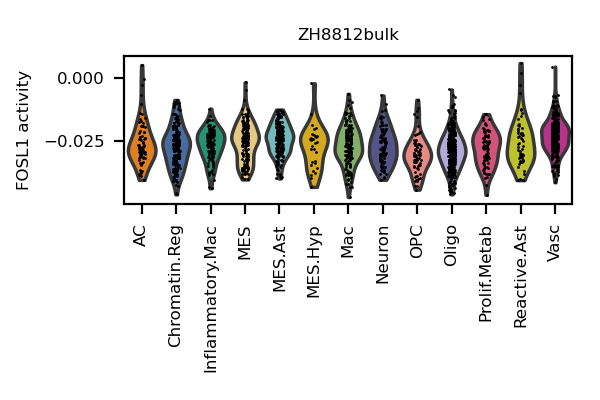 ZH8812bulk
FOSL1 activity
0.000
−0.025
AC
Chromatin.Reg
Inflammatory.Mac
MES
MES.Ast
MES.Hyp
Mac
Neuron
OPC
Oligo
Prolif.Metab
Reactive.Ast
Vasc